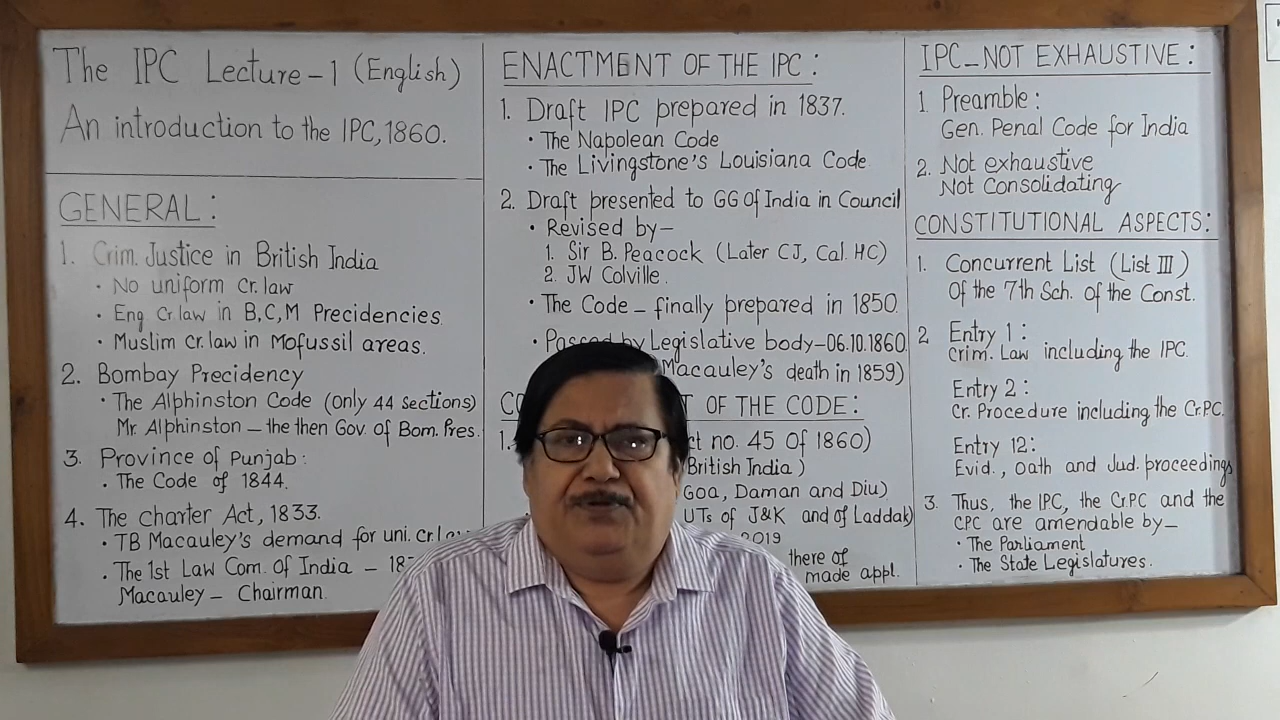 The IPC Lecture-1 (English)
An introduction to the IPC, 1860.
GENERAL:
1. Crim. Justice in British India
• No uniform Cr. law
• Eng. Cr. law in B,C,M Precidencies
• Muslim cr. law in Mofussil areas.
2. Bombay Precidency
• The Alphinston Code (only 44 sections)
Mr. Alphinston – the then Gov. of Bom. Pres.
3. Province of Punjab:
• The Code of 1844.
4. The Charter Act, 1833.
• TB Macauley's demand for uni. cr.
• The 1st Law Com. of India –
Macauley – Chairman
ENACTMENT OF THE IPC:
1. Draft IPC prepared in 1837.
• The Napolean Code
• The Livingstone's Louisiana Code
2. Draft presented to GG of India in Council
• Revised by—
1. Sir B. Peacock (Later CJ, Cal. HC)
2. JW Colville.
• The Code – finally prepared in 1850.
• Passed by Legislative body–06.10.1860
Macauley's death in 1859)
OF THE CODE:
1. no. 45 of 1860)
British India)
Goa, Daman and Diu)
UTs of J&K and of Laddak)
2019
there of
made appl.
IPC–NOT EXHAUSTIVE:
1. Preamble:
Gen. Penal Code for India
2. Not exhaustive
Not Consolidating
CONSTITUTIONAL ASPECTS:
1. Concurrent List (List III)
of the 7th Sch. of the Const.
2 Entry 1:
Crim. Law including the IPC.
Entry 2:
Cr. Procedure including the Cr.P.C.
Entry 12:
Evid., Oath and Jud. proceedings
3. Thus, the IPC, the Cr.P.C and the
CPC are amendable by—
• The Parliament
• The State Legislatures.